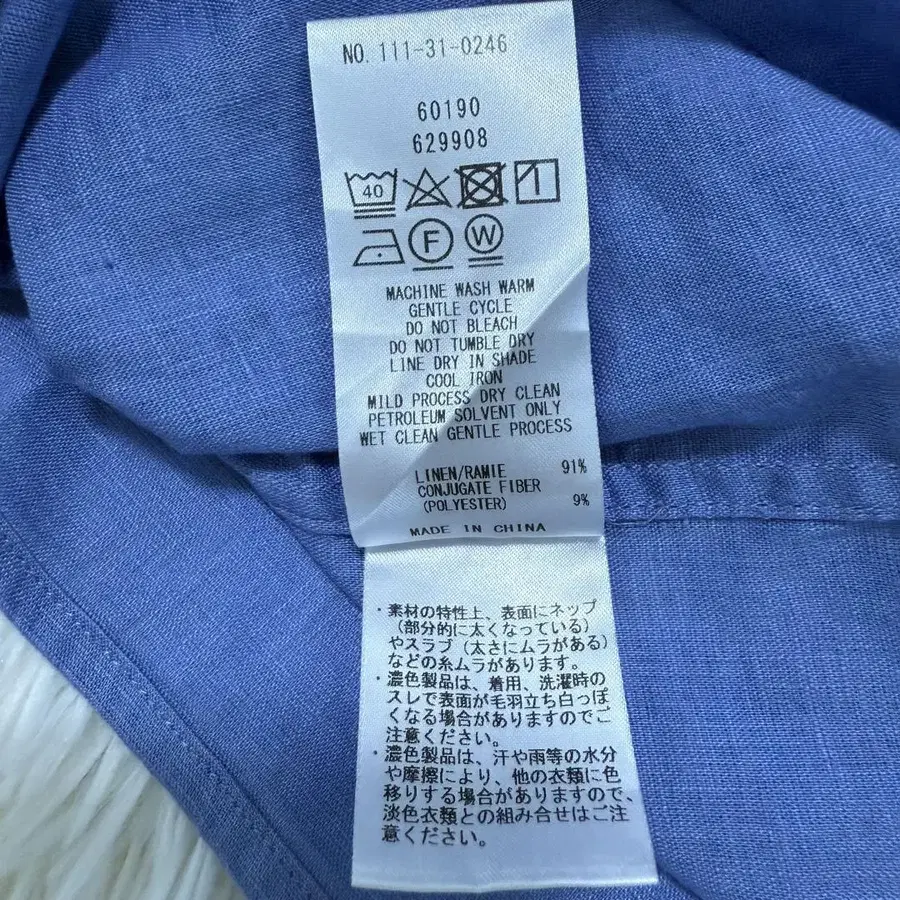 NO. 111-31-0246
60190
629908
40
F
W
MACHINE WASH WARM
GENTLE CYCLE
DO NOT BLEACH
DO NOT TUMBLE DRY
LINE DRY IN SHADE
COOL IRON
MILD PROCESS DRY CLEAN
PETROLEUM SOLVENT ONLY
WET CLEAN GENTLE PROCESS
LINEN/RAMIE 91%
CONJUGATE FIBER
(POLYESTER) 9%
MADE IN CHINA
・素材の特性上、表面にネップ
（部分的に太くなっている）
やスラブ（太さにムラがある）
などの糸ムラがあります。
・濃色製品は、着用、洗濯時の
スレで表面が毛羽立ち白っぽ
くなる場合がありますのでご
注意ください。
・濃色製品は、汗や雨等の水分
や摩擦により、他の衣類に色
移りする場合がありますので、
淡色衣類との組み合せはご注
意ください。